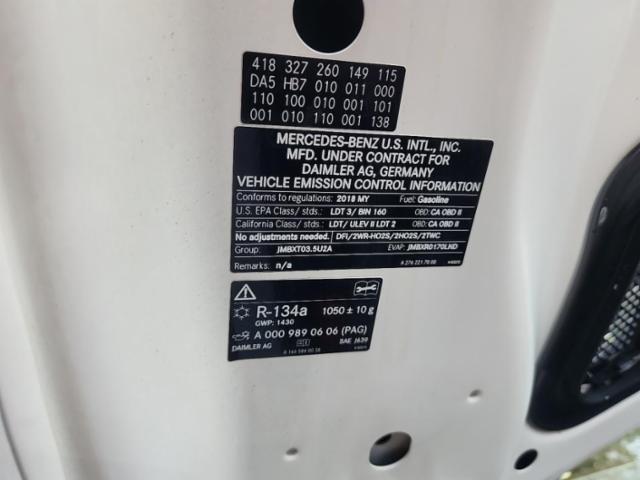 418 327 260 149 115
DA5 HB7 010 011 000
110 100 010 001 101
001 010 110 001 138
MERCEDES-BENZ U.S. INTL., INC.
MFD. UNDER CONTRACT FOR
DAIMLER AG, GERMANY
VEHICLE EMISSION CONTROL INFORMATION
Conforms to regulations: 2018 MY Fuel: Gasoline
U.S. EPA Class/ stds.: LDT 3/ BIN 160 OBD: CA OBD II
California Class/ stds.: LDT/ ULEV II LDT 2 OBD: CA OBD II
No adjustments needed. DFI/2WR-HO2S/2HO2S/2TWC
Group: JMBXT03.5U2A EVAP: JMBXR0170LND
Remarks: n/a A 276 221 70 00
R-134a 1050 ± 10 g
GWP: 1430
A 000 989 06 06 (PAG)
DAIMLER AG SAE J639